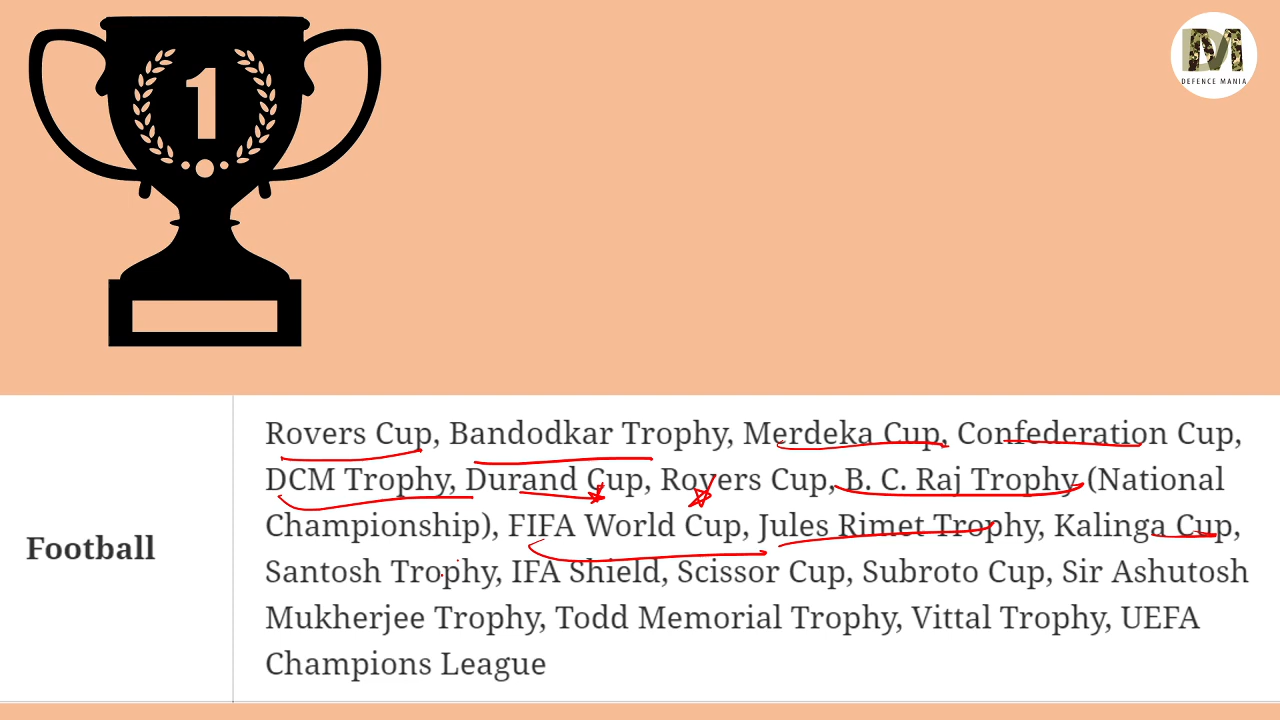 1
DM
DEFENCE MANIA
Football
Rovers Cup, Bandodkar Trophy, Merdeka Cup, Confederation Cup,
DCM Trophy, Durand Cup, Rovers Cup, B. C. Raj Trophy (National
Championship), FIFA World Cup, Jules Rimet Trophy, Kalinga Cup,
Santosh Trophy, IFA Shield, Scissor Cup, Subroto Cup, Sir Ashutosh
Mukherjee Trophy, Todd Memorial Trophy, Vittal Trophy, UEFA
Champions League